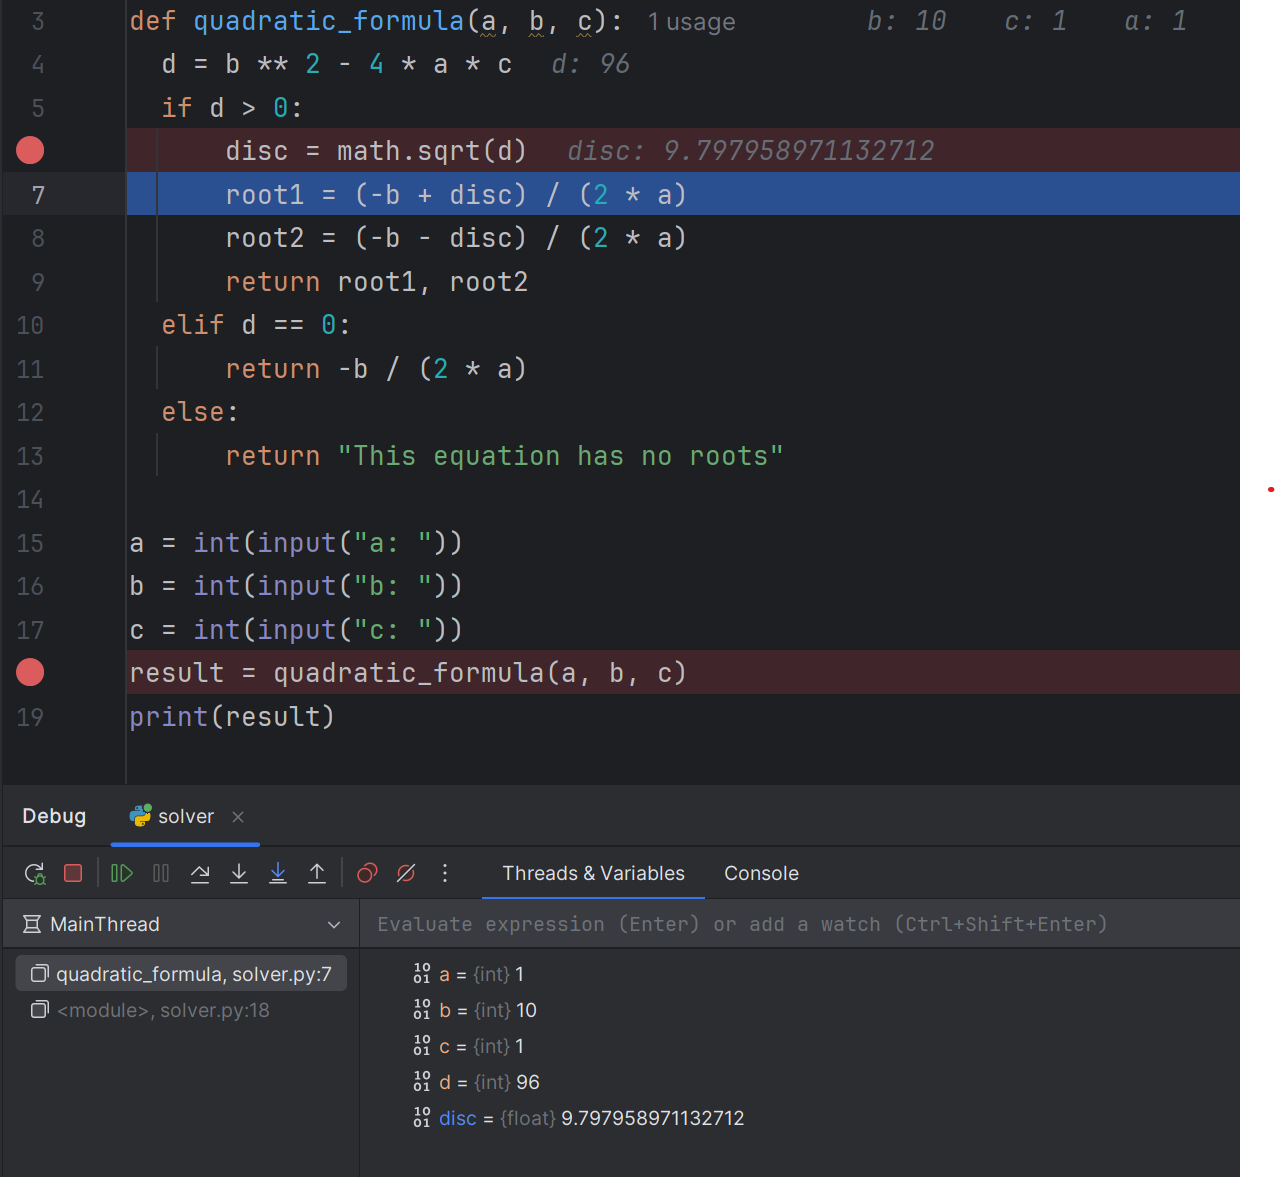 3 def quadratic_formula(a, b, c): 1 usage b: 10 c: 1 a: 1
4 d = b ** 2 - 4 * a * c d: 96
5 if d > 0:
disc = math.sqrt(d) disc: 9.797958971132712
7 root1 = (-b + disc) / (2 * a)
8 root2 = (-b - disc) / (2 * a)
9 return root1, root2
10 elif d == 0:
11 return -b / (2 * a)
12 else:
13 return "This equation has no roots"
14
15 a = int(input("a: "))
16 b = int(input("b: "))
17 c = int(input("c: "))
result = quadratic_formula(a, b, c)
19 print(result)
Debug solver
Threads & Variables Console
MainThread
Evaluate expression (Enter) or add a watch (Ctrl+Shift+Enter)
quadratic_formula, solver.py:7
<module>, solver.py:18
a = {int} 1
b = {int} 10
c = {int} 1
d = {int} 96
disc = {float} 9.797958971132712